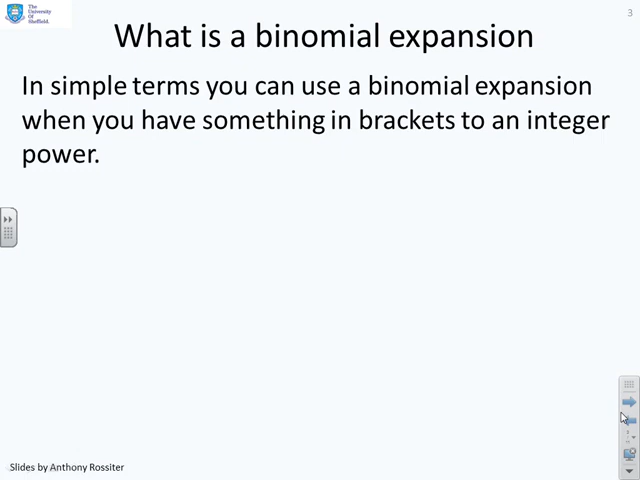 The
University
Of
Sheffield.
3
What is a binomial expansion
In simple terms you can use a binomial expansion
when you have something in brackets to an integer
power.
Slides by Anthony Rossiter